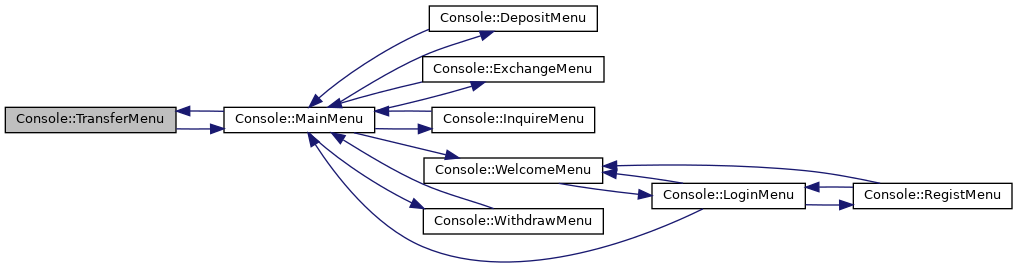 Console::DepositMenu
Console::ExchangeMenu
Console::TransferMenu
Console::MainMenu
Console::InquireMenu
Console::WelcomeMenu
Console::LoginMenu
Console::RegistMenu
Console::WithdrawMenu